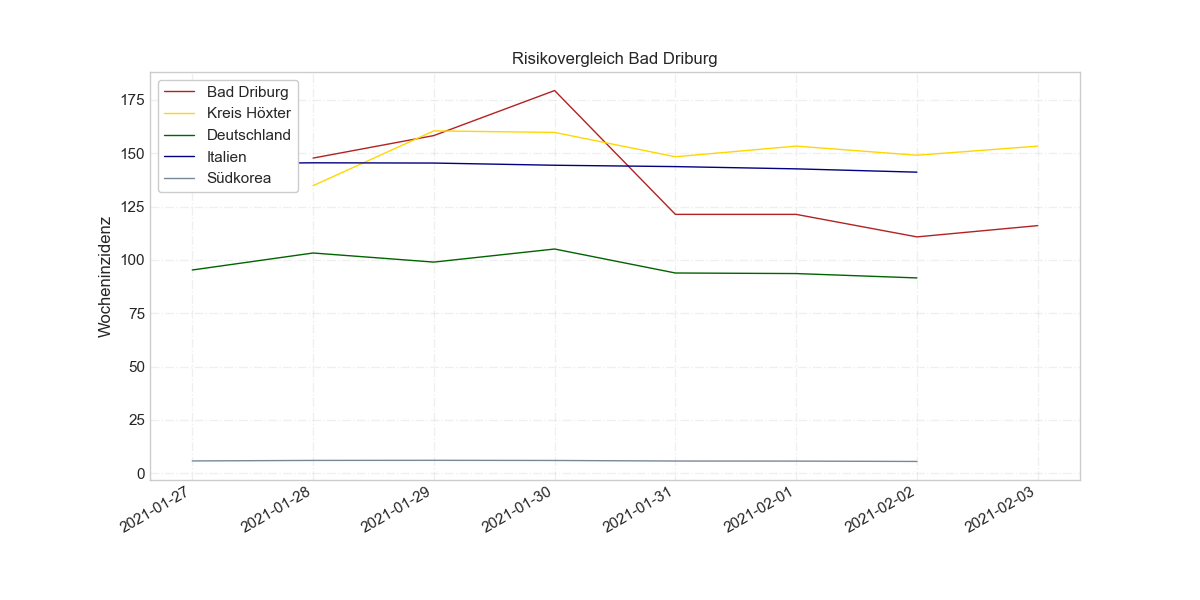 Risikovergleich Bad Driburg
Bad Driburg
Kreis Höxter
Deutschland
Italien
Südkorea
Wocheninzidenz
175
150
125
100
75
50
25
0
2021-01-27
2021-01-28
2021-01-29
2021-01-30
2021-01-31
2021-02-01
2021-02-02
2021-02-03